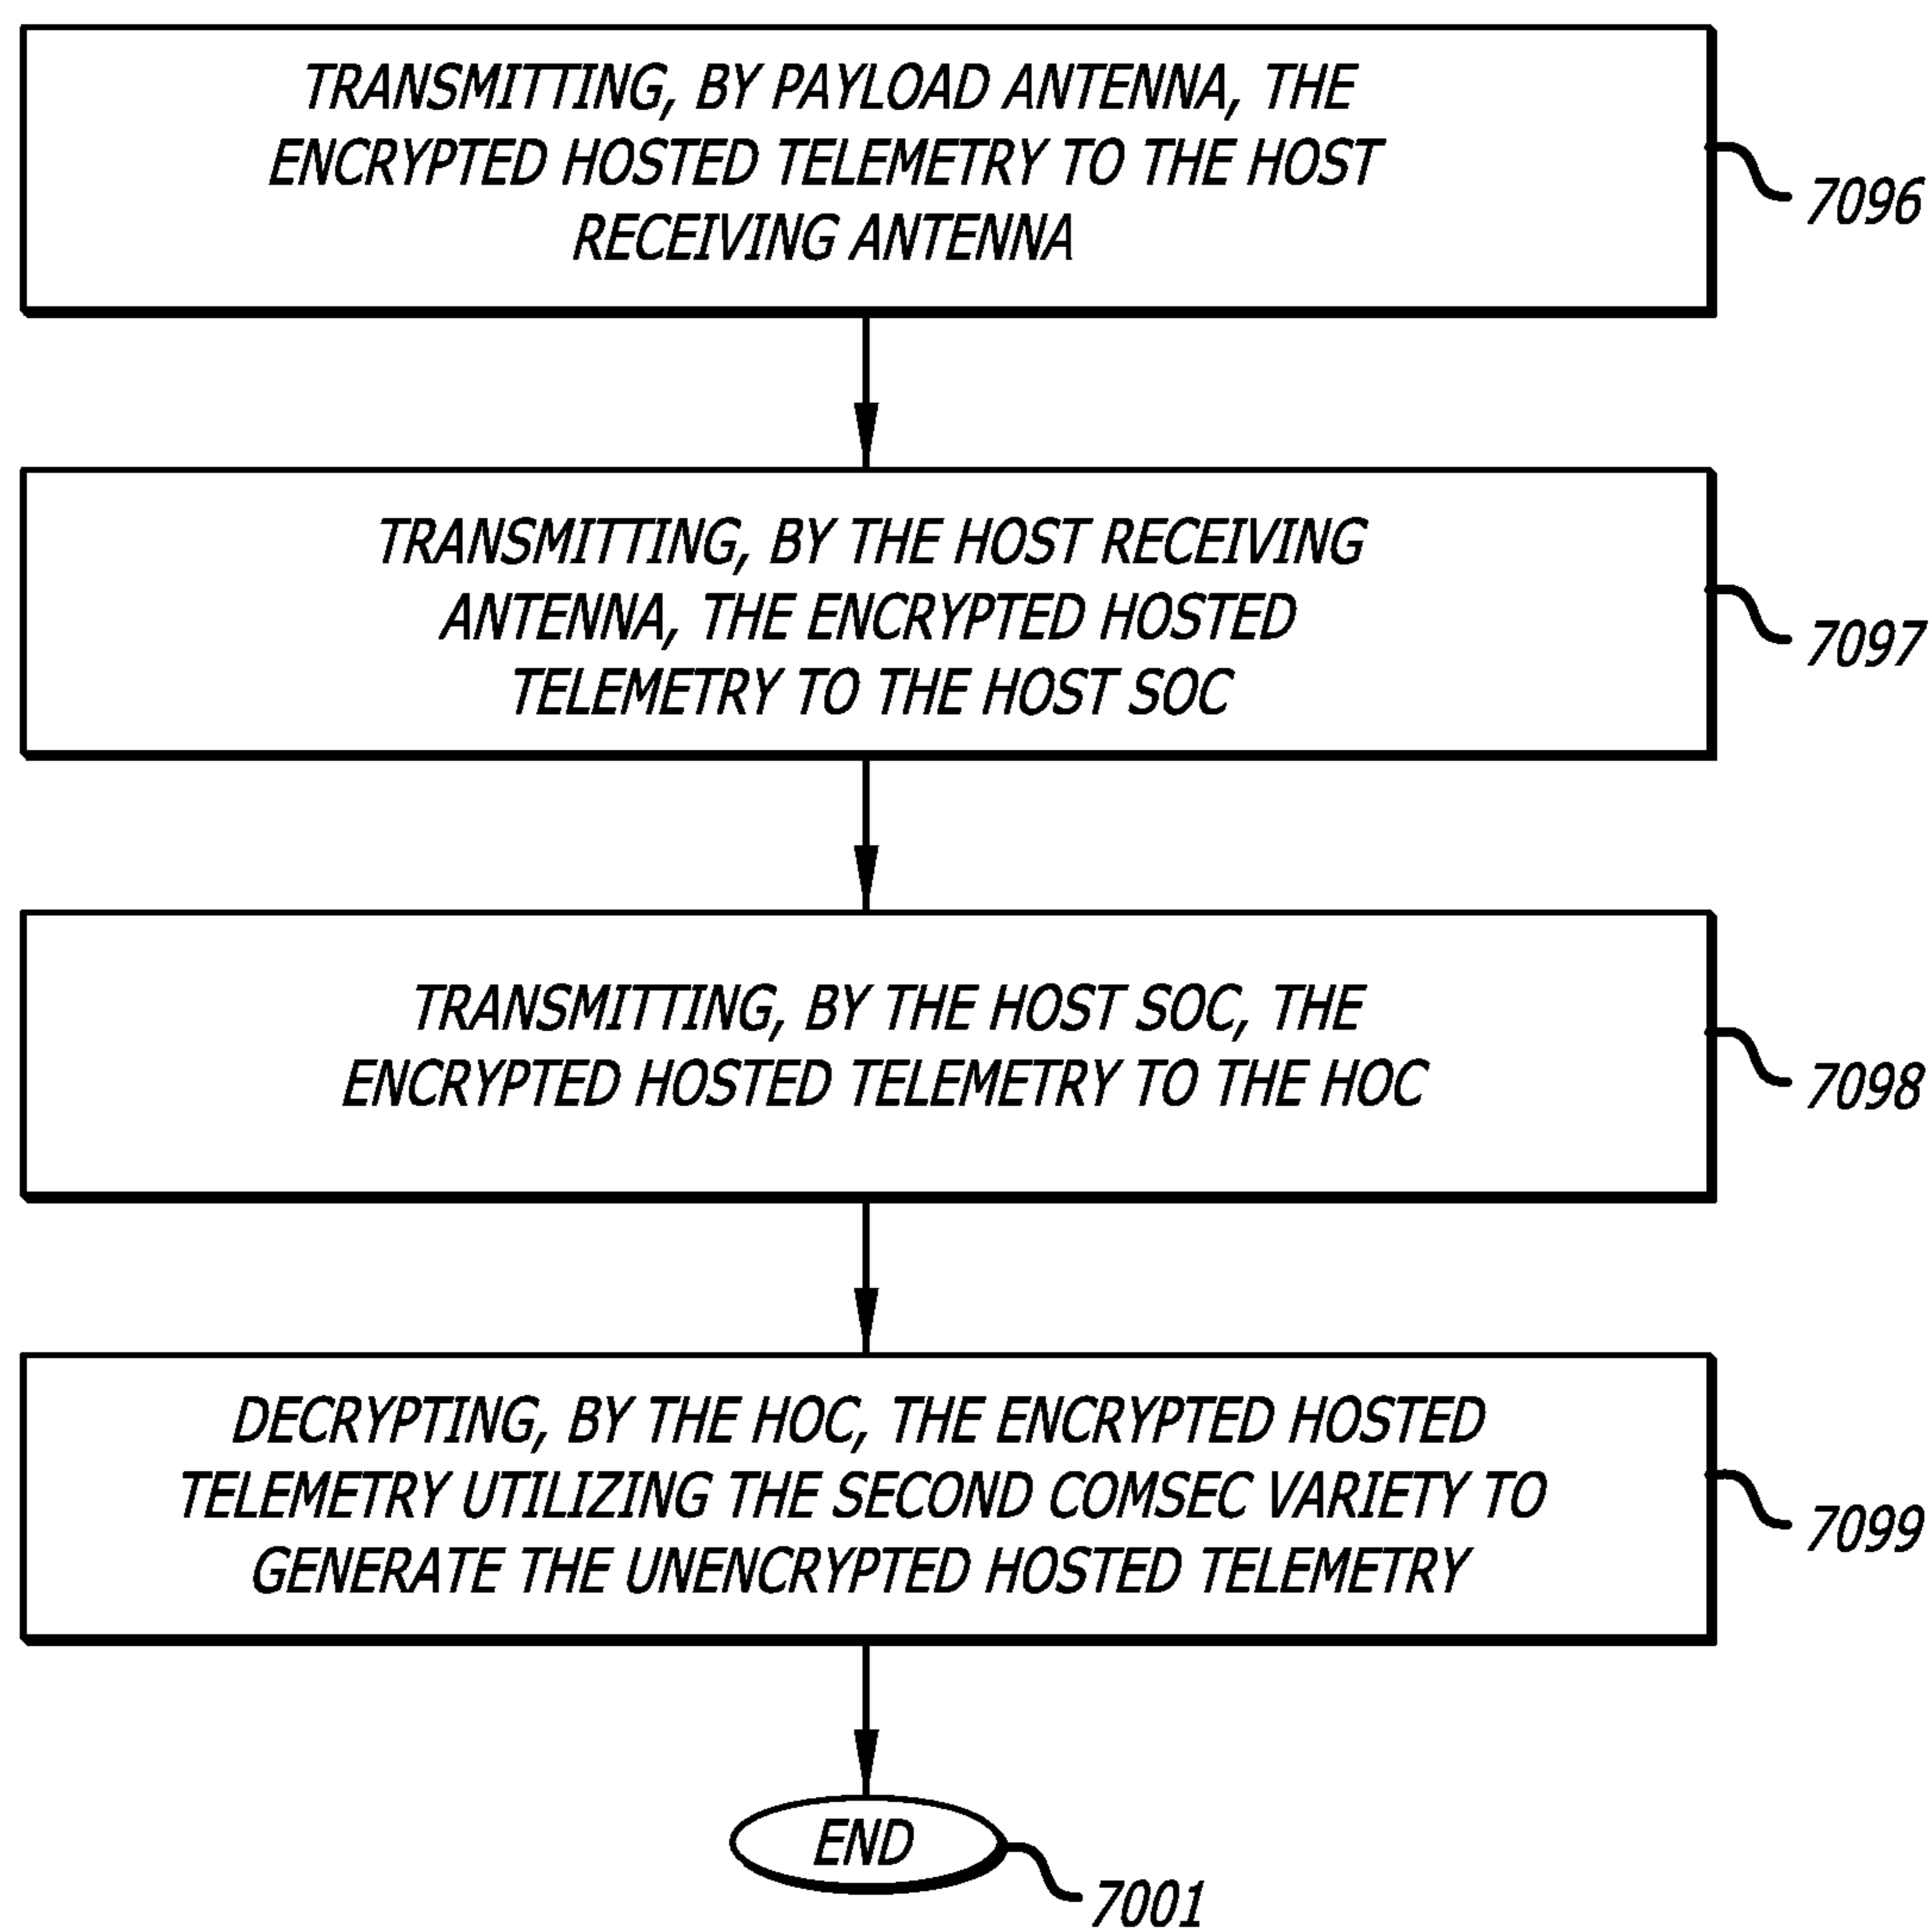 TRANSMITTING, BY PAYLOAD ANTENNA, THE
ENCRYPTED HOSTED TELEMETRY TO THE HOST
RECEIVING ANTENNA
7096
TRANSMITTING, BY THE HOST RECEIVING
ANTENNA, THE ENCRYPTED HOSTED
TELEMETRY TO THE HOST SOC
7097
TRANSMITTING, BY THE HOST SOC, THE
ENCRYPTED HOSTED TELEMETRY TO THE HOC
7098
DECRYPTING, BY THE HOC, THE ENCRYPTED HOSTED
TELEMETRY UTILIZING THE SECOND COMSEC VARIETY TO
GENERATE THE UNENCRYPTED HOSTED TELEMETRY
7099
END
7001